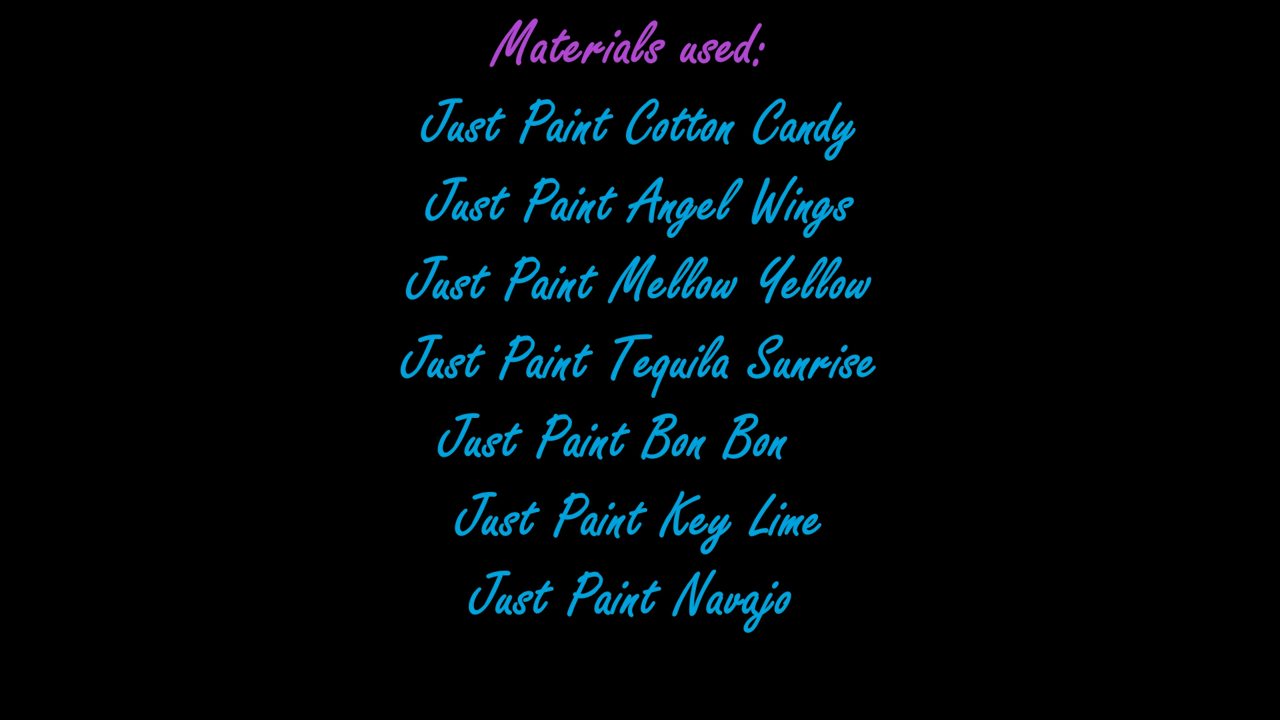 Materials used:
Just Paint Cotton Candy
Just Paint Angel Wings
Just Paint Mellow Yellow
Just Paint Tequila Sunrise
Just Paint Bon Bon
Just Paint Key Lime
Just Paint Navajo